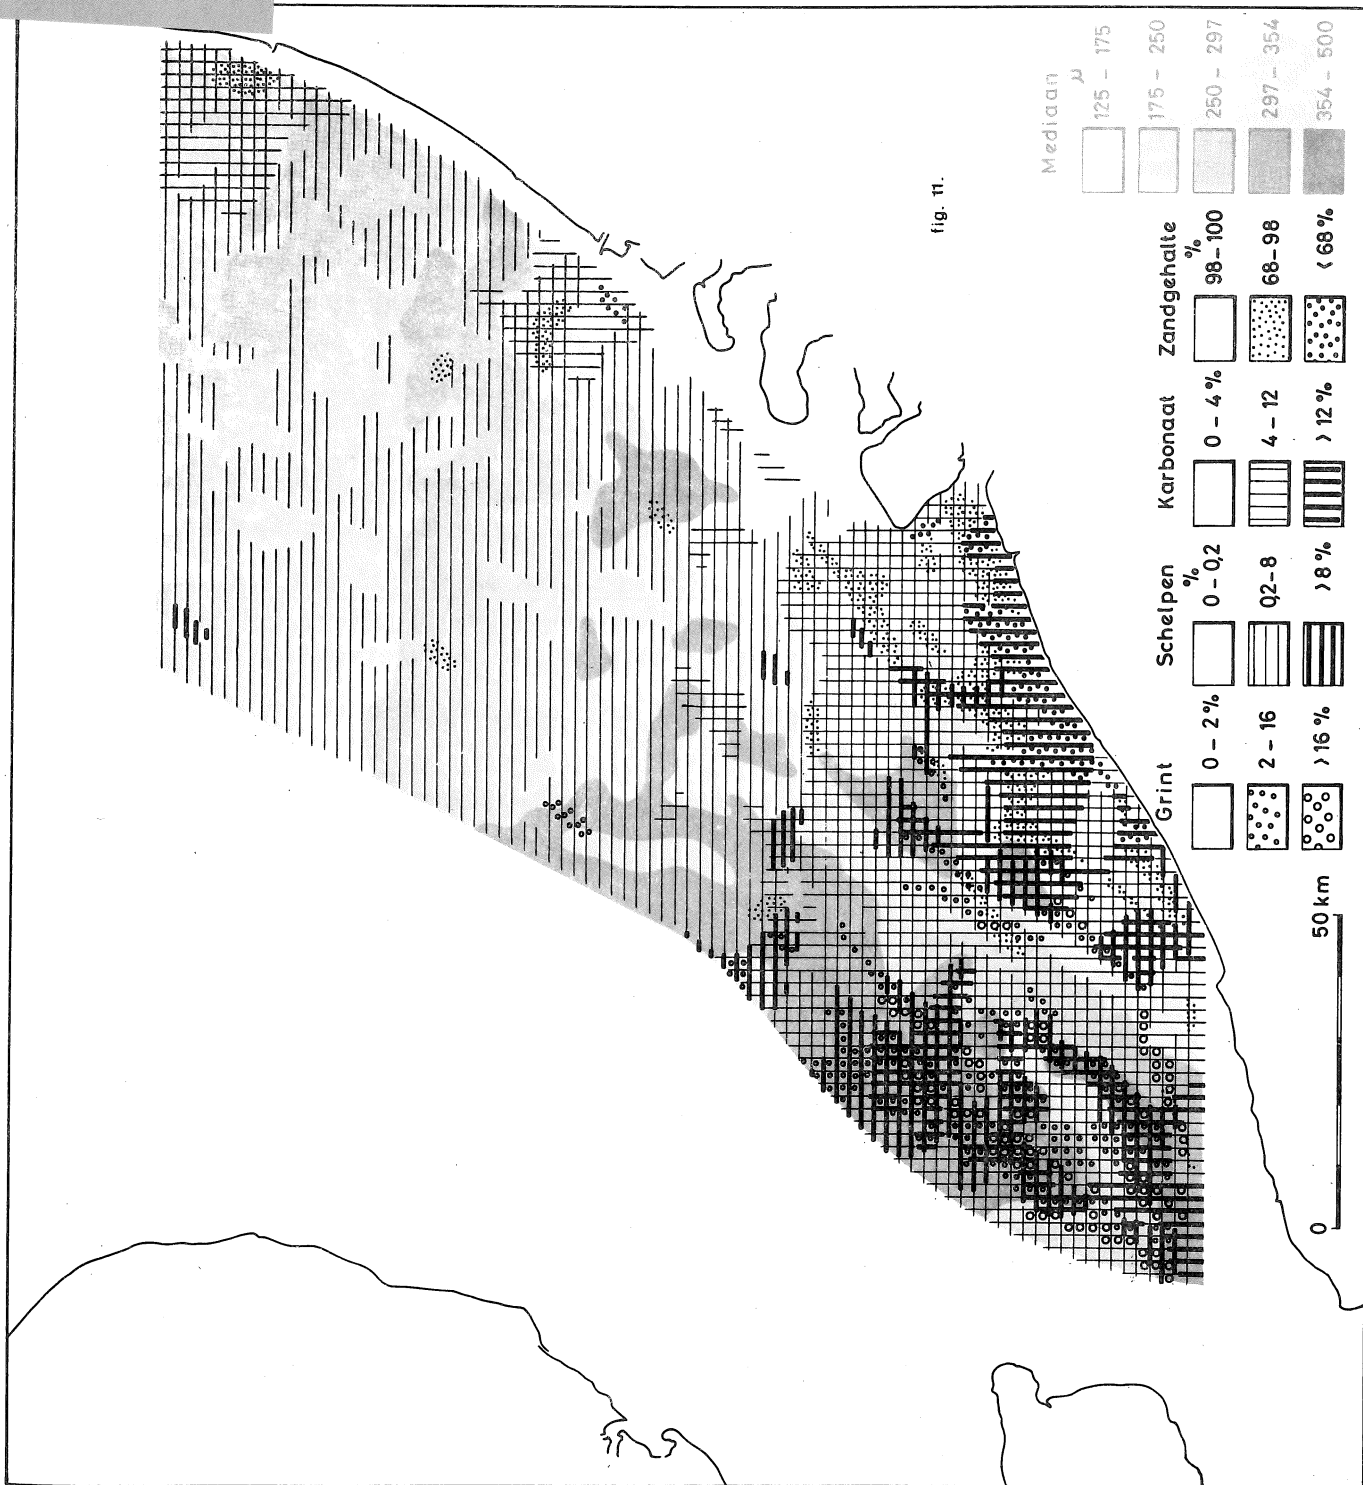 fig. 11.
Grint
0 – 2 %
2 – 16
> 16 %
Schelpen
%
0 – 0,2
0,2 – 8
> 8 %
Karbonaat
0 – 4 %
4 – 12
> 12 %
Zandgehalte
%
98 – 100
68 – 98
< 68 %
Mediaan
μ
125 – 175
175 – 250
250 – 297
297 – 354
354 – 500
0 50 km